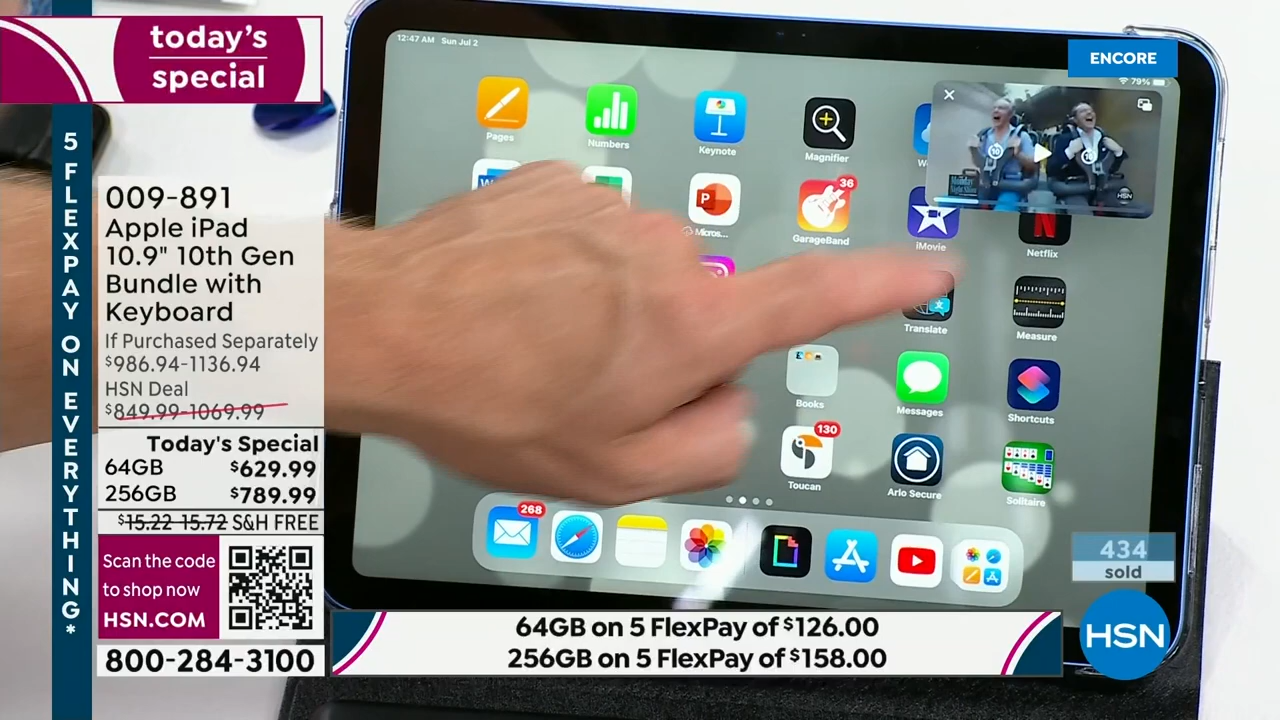 today's
special
5 FLEXPAY ON EVERYTHING*
009-891
Apple iPad
10.9" 10th Gen
Bundle with
Keyboard
If Purchased Separately
$986.94-1136.94
HSN Deal
$849.99-1069.99
Today's Special
64GB $629.99
256GB $789.99
$15.22-15.72 S&H FREE
Scan the code
to shop now
HSN.COM
800-284-3100
12:47 AM Sun Jul 2
79%
ENCORE
Pages
Numbers
Keynote
Magnifier
10
10
HSN
W
P
Micros...
36
GarageBand
iMovie
N
Netflix
Translate
Measure
Books
Messages
Shortcuts
130
Toucan
Arlo Secure
Solitaire
268
434
sold
HSN
64GB on 5 FlexPay of $126.00
256GB on 5 FlexPay of $158.00